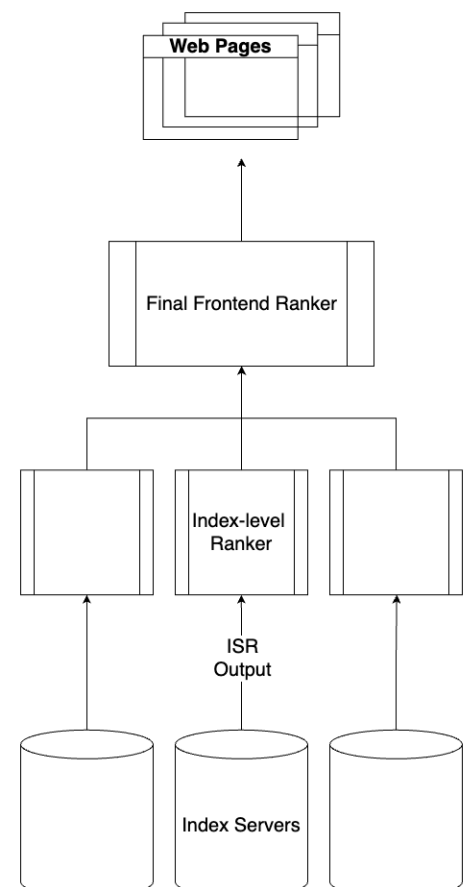 Web Pages
Final Frontend Ranker
Index-level
Ranker
ISR
Output
Index Servers